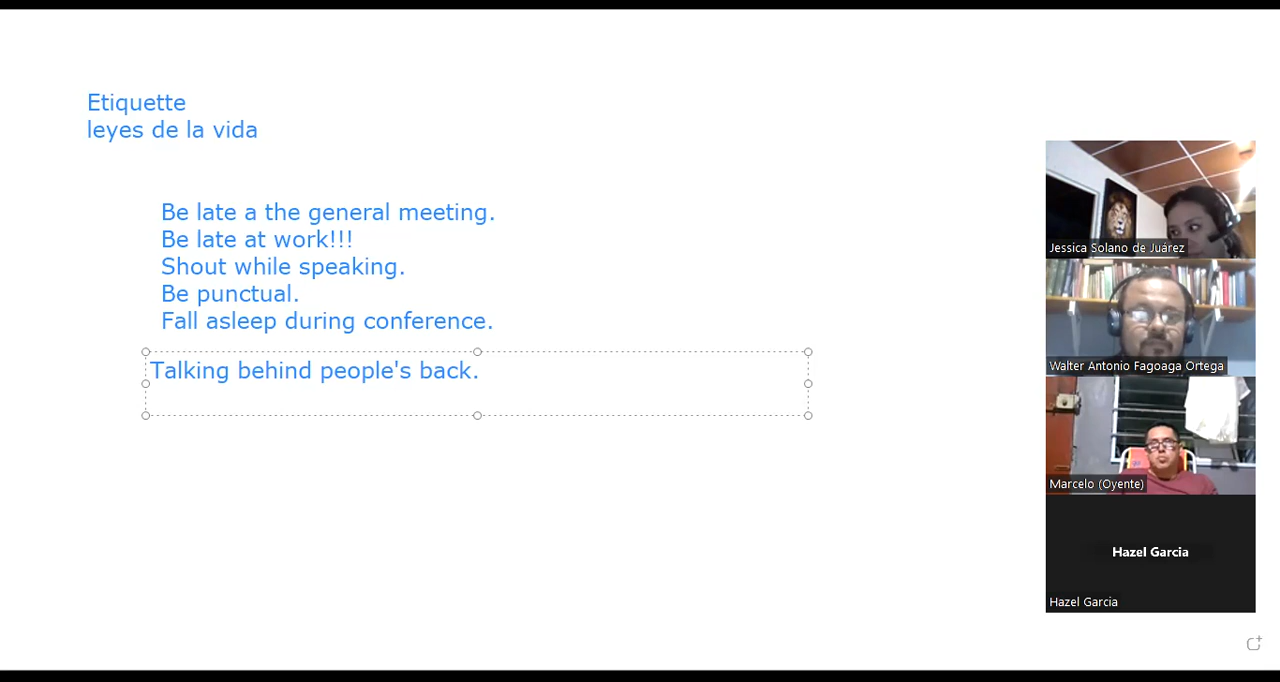 Etiquette
leyes de la vida
Be late a the general meeting.
Be late at work!!!
Shout while speaking.
Be punctual.
Fall asleep during conference.
Talking behind people's back.
Jessica Solano de Juárez
Walter Antonio Fagoaga Ortega
Marcelo (Oyente)
Hazel Garcia
Hazel Garcia